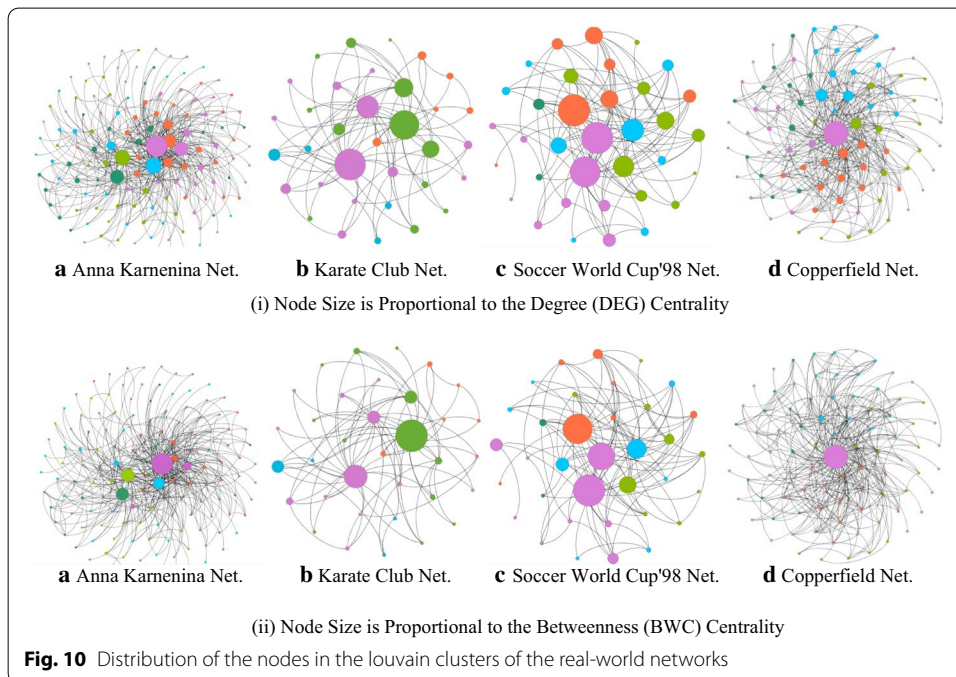 a Anna Karnenina Net. b Karate Club Net. c Soccer World Cup'98 Net. d Copperfield Net.
(i) Node Size is Proportional to the Degree (DEG) Centrality
a Anna Karnenina Net. b Karate Club Net. c Soccer World Cup'98 Net. d Copperfield Net.
(ii) Node Size is Proportional to the Betweenness (BWC) Centrality
Fig. 10 Distribution of the nodes in the louvain clusters of the real-world networks